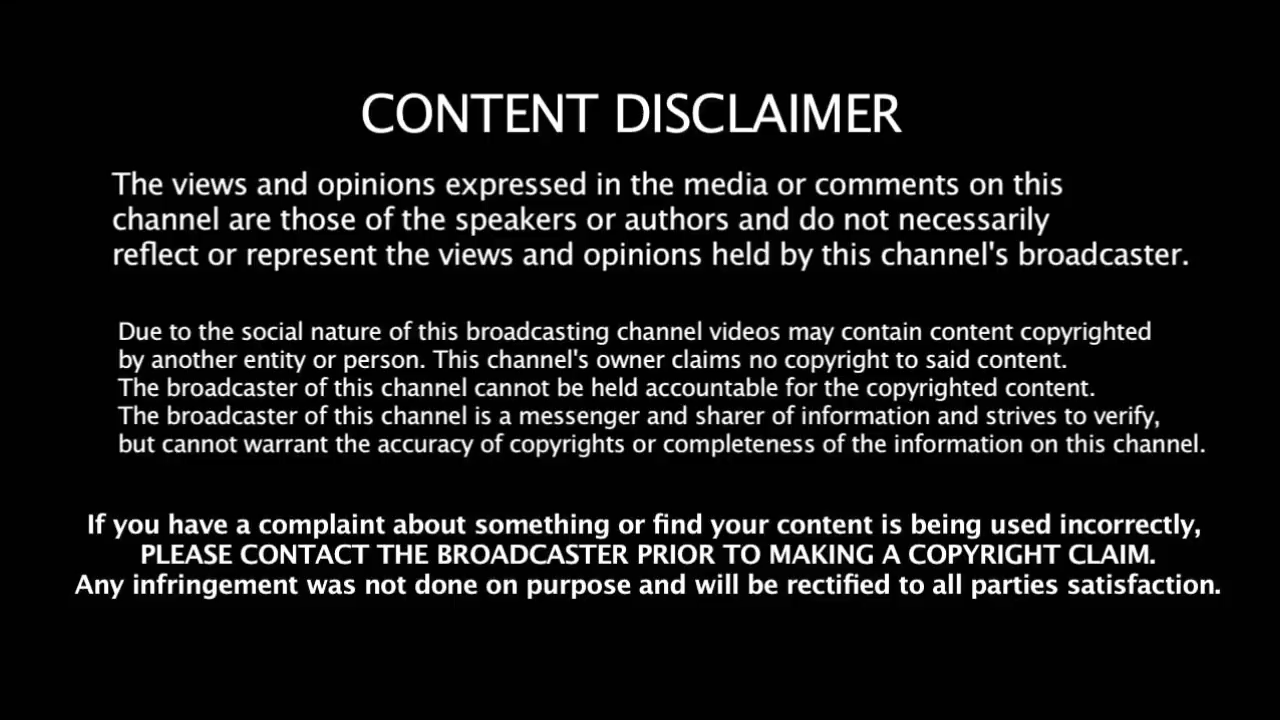 CONTENT DISCLAIMER
The views and opinions expressed in the media or comments on this
channel are those of the speakers or authors and do not necessarily
reflect or represent the views and opinions held by this channel's broadcaster.
Due to the social nature of this broadcasting channel videos may contain content copyrighted
by another entity or person. This channel's owner claims no copyright to said content.
The broadcaster of this channel cannot be held accountable for the copyrighted content.
The broadcaster of this channel is a messenger and sharer of information and strives to verify,
but cannot warrant the accuracy of copyrights or completeness of the information on this channel.
If you have a complaint about something or find your content is being used incorrectly,
PLEASE CONTACT THE BROADCASTER PRIOR TO MAKING A COPYRIGHT CLAIM.
Any infringement was not done on purpose and will be rectified to all parties satisfaction.